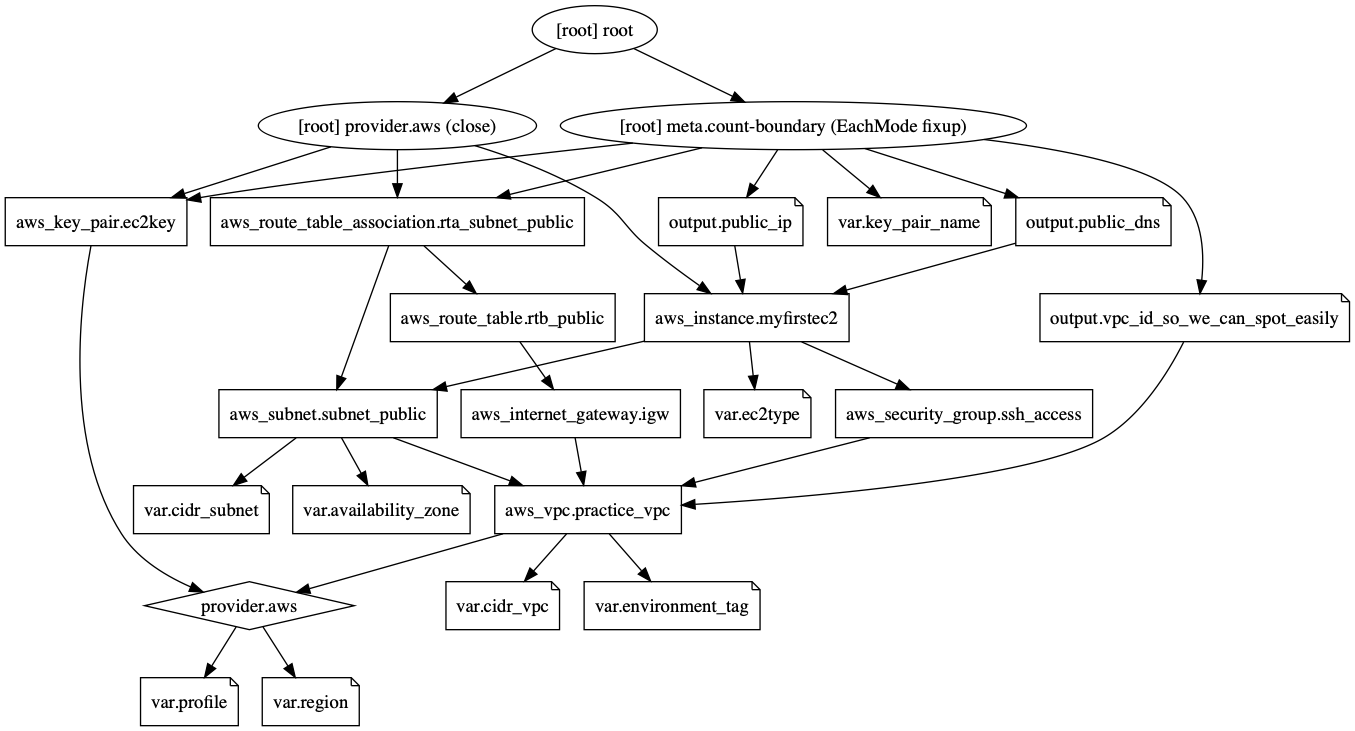 [root] root
[root] provider.aws (close)
[root] meta.count-boundary (EachMode fixup)
aws_key_pair.ec2key
aws_route_table_association.rta_subnet_public
output.public_ip
var.key_pair_name
output.public_dns
aws_route_table.rtb_public
aws_instance.myfirstec2
output.vpc_id_so_we_can_spot_easily
aws_subnet.subnet_public
aws_internet_gateway.igw
var.ec2type
aws_security_group.ssh_access
var.cidr_subnet
var.availability_zone
aws_vpc.practice_vpc
provider.aws
var.cidr_vpc
var.environment_tag
var.profile
var.region